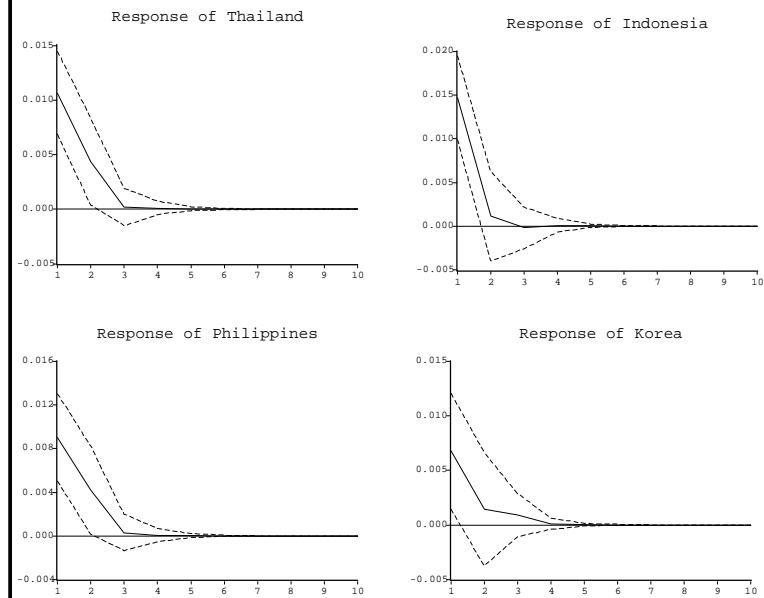 Response of Thailand
0.015
0.010
0.005
0.000
-0.005
1 2 3 4 5 6 7 8 9 10
Response of Indonesia
0.020
0.015
0.010
0.005
0.000
-0.005
1 2 3 4 5 6 7 8 9 10
Response of Philippines
0.016
0.012
0.008
0.004
0.000
-0.004
1 2 3 4 5 6 7 8 9 10
Response of Korea
0.015
0.010
0.005
0.000
-0.005
1 2 3 4 5 6 7 8 9 10